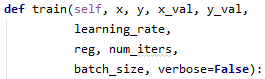 def train(self, x, y, x_val, y_val,
learning_rate,
reg, num_iters,
batch_size, verbose=False):